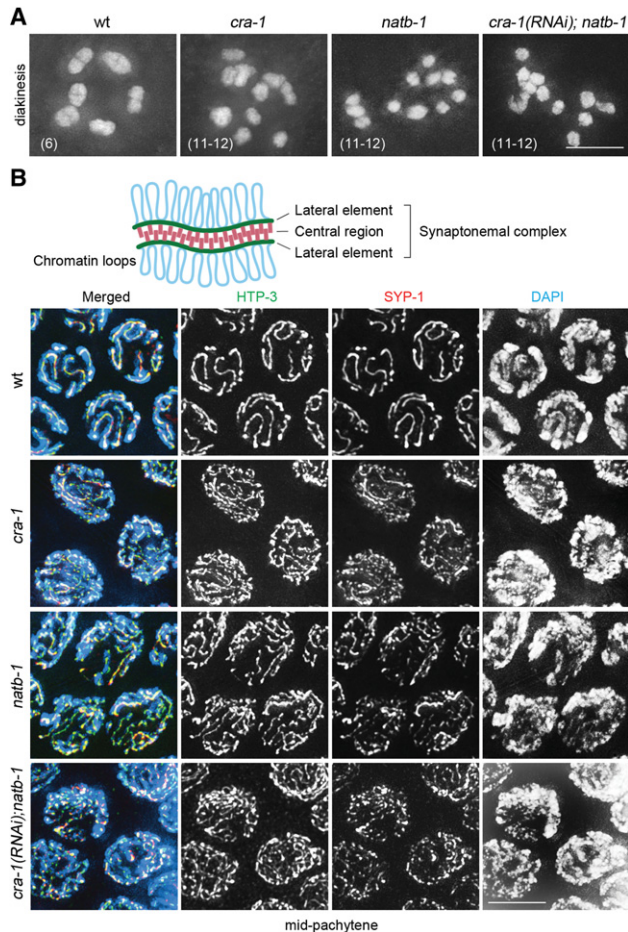 A
wt
cra-1
natb-1
cra-1(RNAi); natb-1
diakinesis
(6)
(11-12)
(11-12)
(11-12)
B
Lateral element
Central region
Lateral element
Synaptonemal complex
Chromatin loops
Merged
HTP-3
SYP-1
DAPI
wt
cra-1
natb-1
cra-1(RNAi);natb-1
mid-pachytene